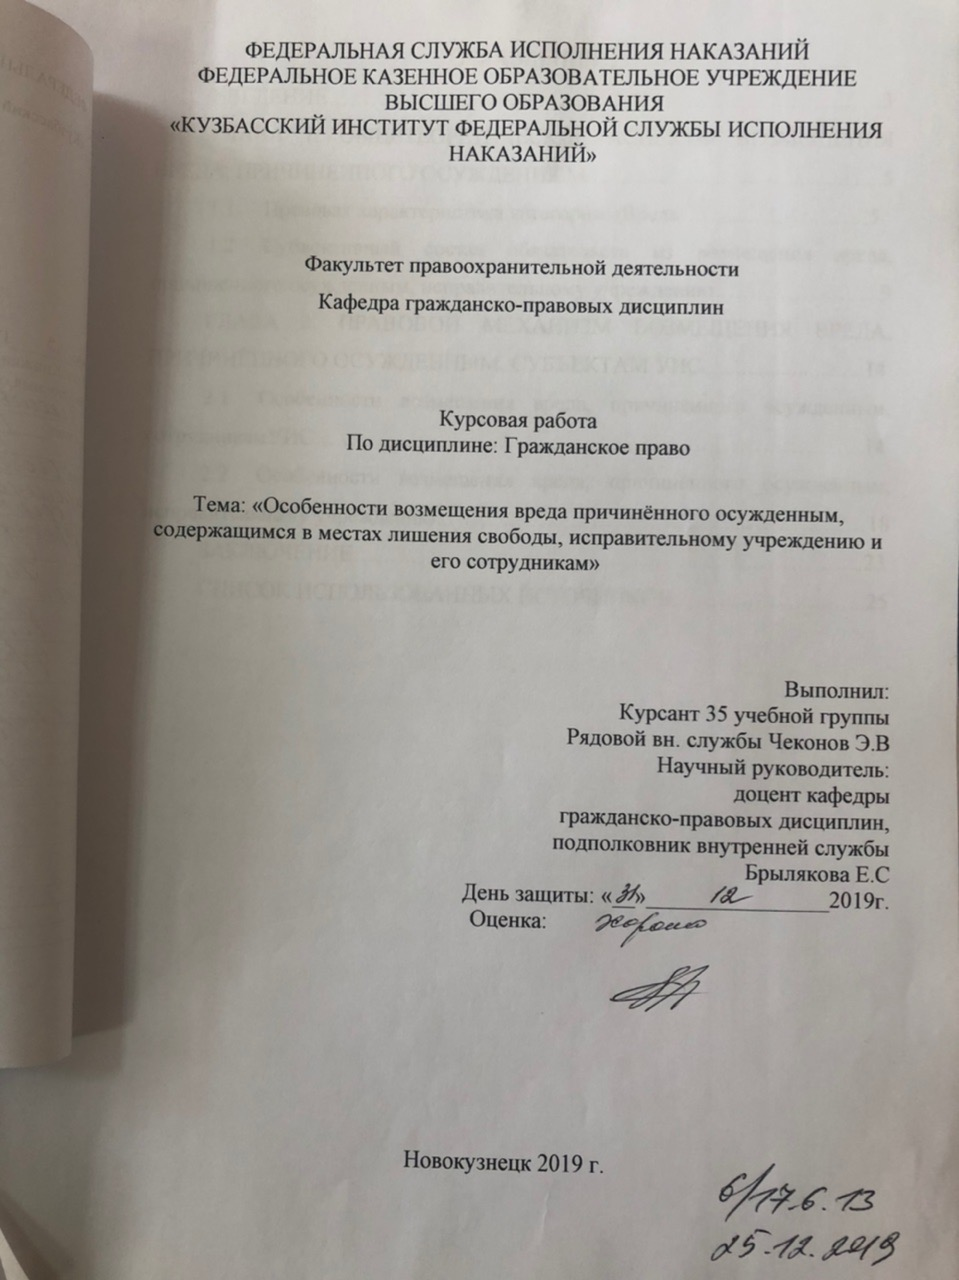 ФЕДЕРАЛЬНАЯ СЛУЖБА ИСПОЛНЕНИЯ НАКАЗАНИЙ
ФЕДЕРАЛЬНОЕ КАЗЕННОЕ ОБРАЗОВАТЕЛЬНОЕ УЧРЕЖДЕНИЕ
ВЫСШЕГО ОБРАЗОВАНИЯ
«КУЗБАССКИЙ ИНСТИТУТ ФЕДЕРАЛЬНОЙ СЛУЖБЫ ИСПОЛНЕНИЯ
НАКАЗАНИЙ»
Факультет правоохранительной деятельности
Кафедра гражданско-правовых дисциплин
Курсовая работа
По дисциплине: Гражданское право
Тема: «Особенности возмещения вреда причинённого осужденным,
содержащимся в местах лишения свободы, исправительному учреждению и
его сотрудникам»
Выполнил:
Курсант 35 учебной группы
Рядовой вн. службы Чеконов Э.В
Научный руководитель:
доцент кафедры
гражданско-правовых дисциплин,
подполковник внутренней службы
Брылякова Е.С
День защиты: «31» 12 2019г.
Оценка: хорошо
Новокузнецк 2019 г.
6/17.6.13
25.12.2019